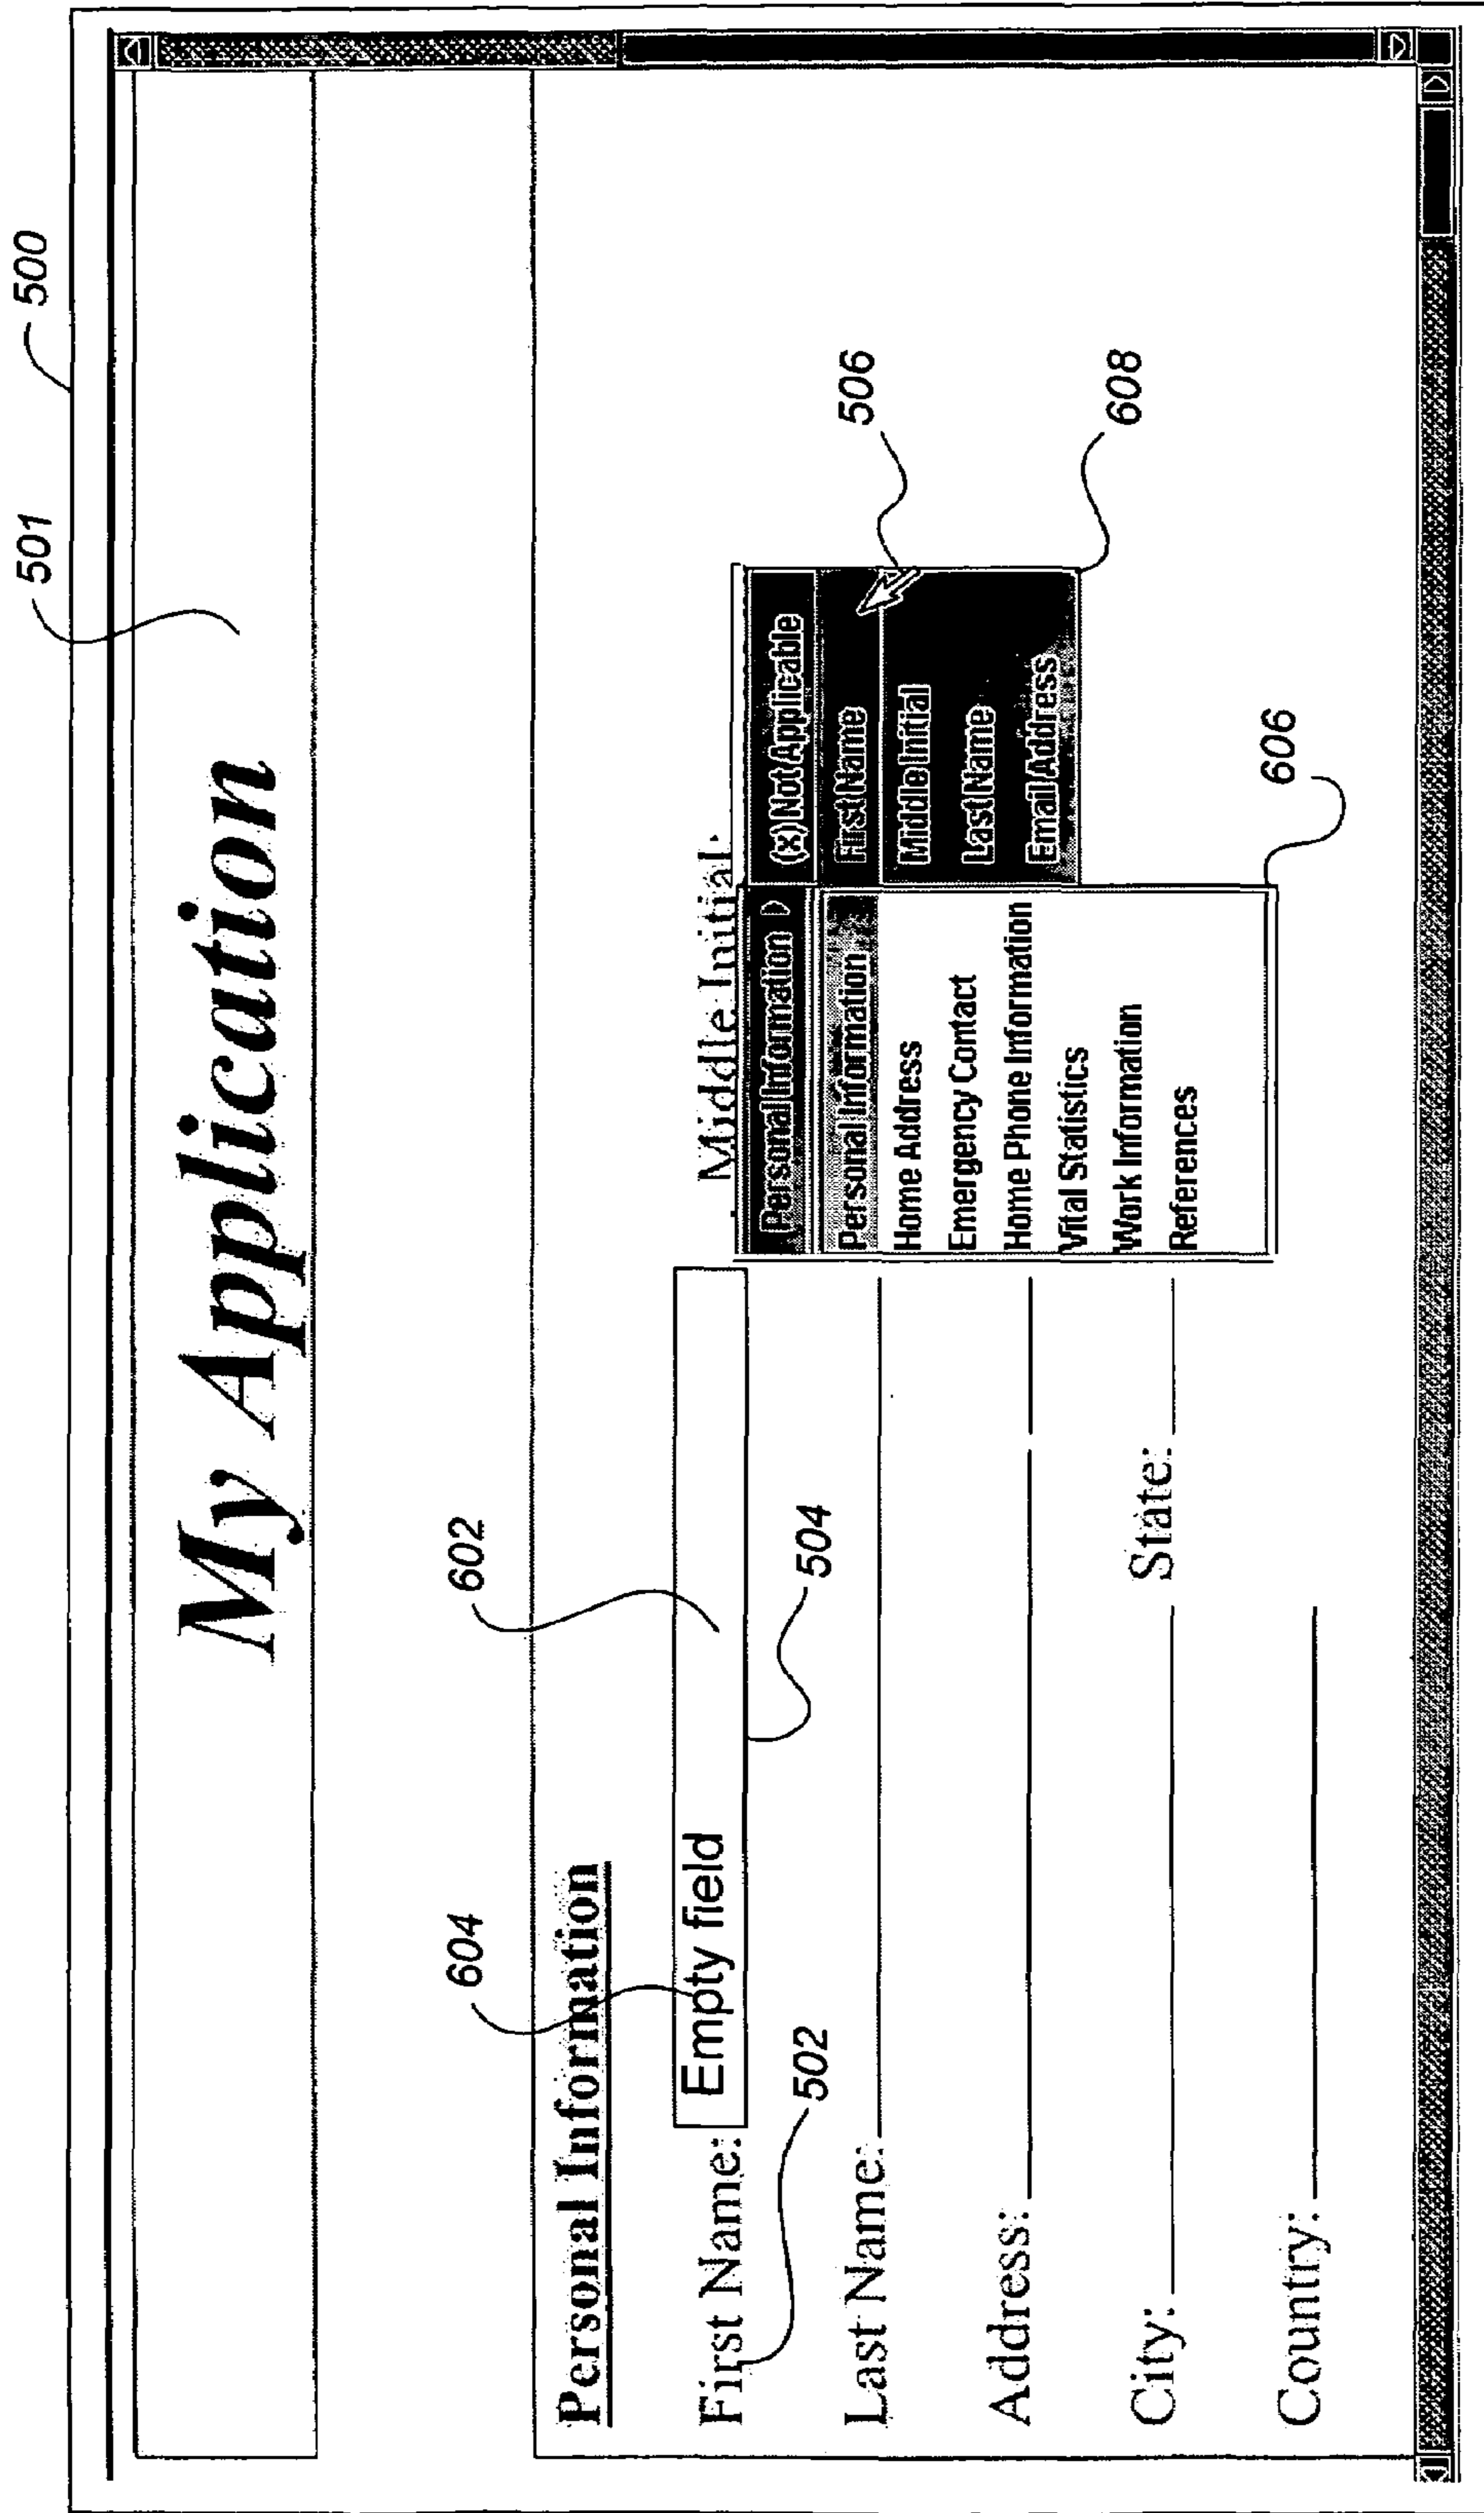 500
501
My Application
Personal Information
604
602
First Name: Empty field
Middle Initial:
502
504
Personal Information
(x) Not Applicable
506
Personal Information
First Name
Last Name:
Home Address
Middle Initial
Emergency Contact
Last Name
Address:
Home Phone Information
Email Address
608
Vital Statistics
Work Information
City:
State:
References
606
Country: